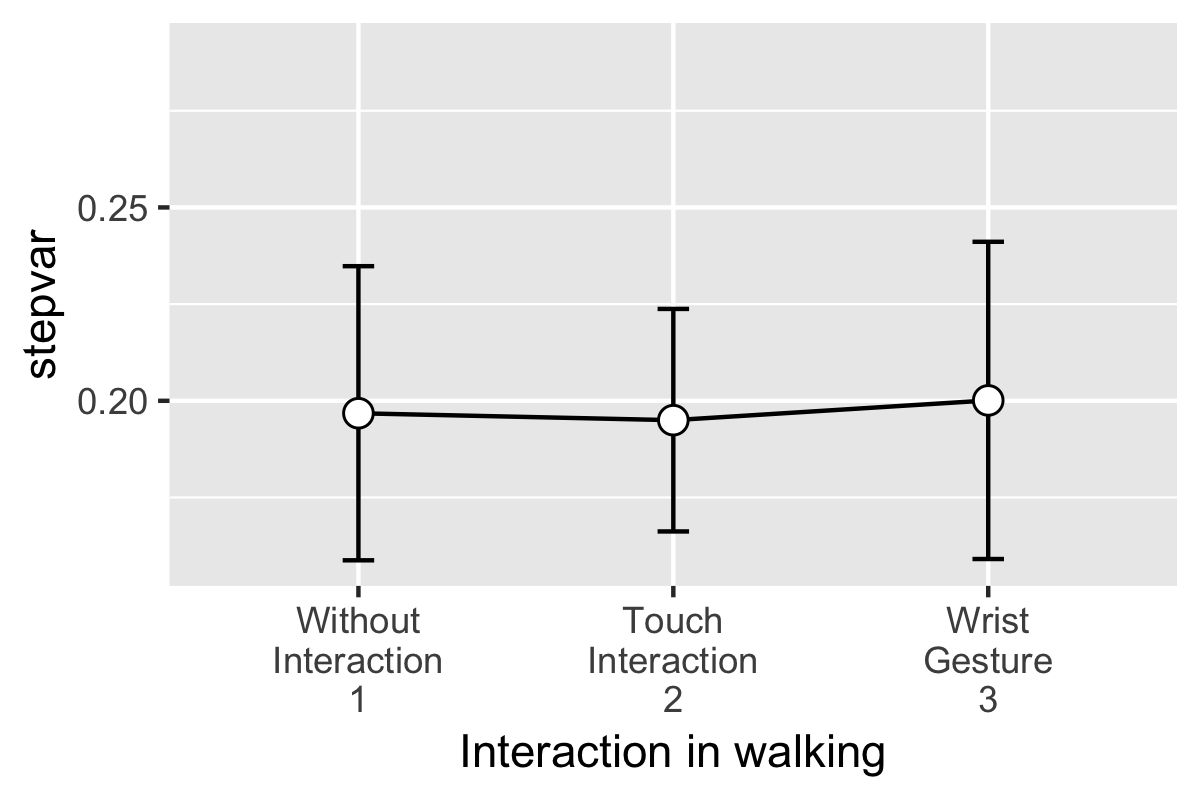 stepvar
0.25
0.20
Without
Interaction
1
Touch
Interaction
2
Wrist
Gesture
3
Interaction in walking